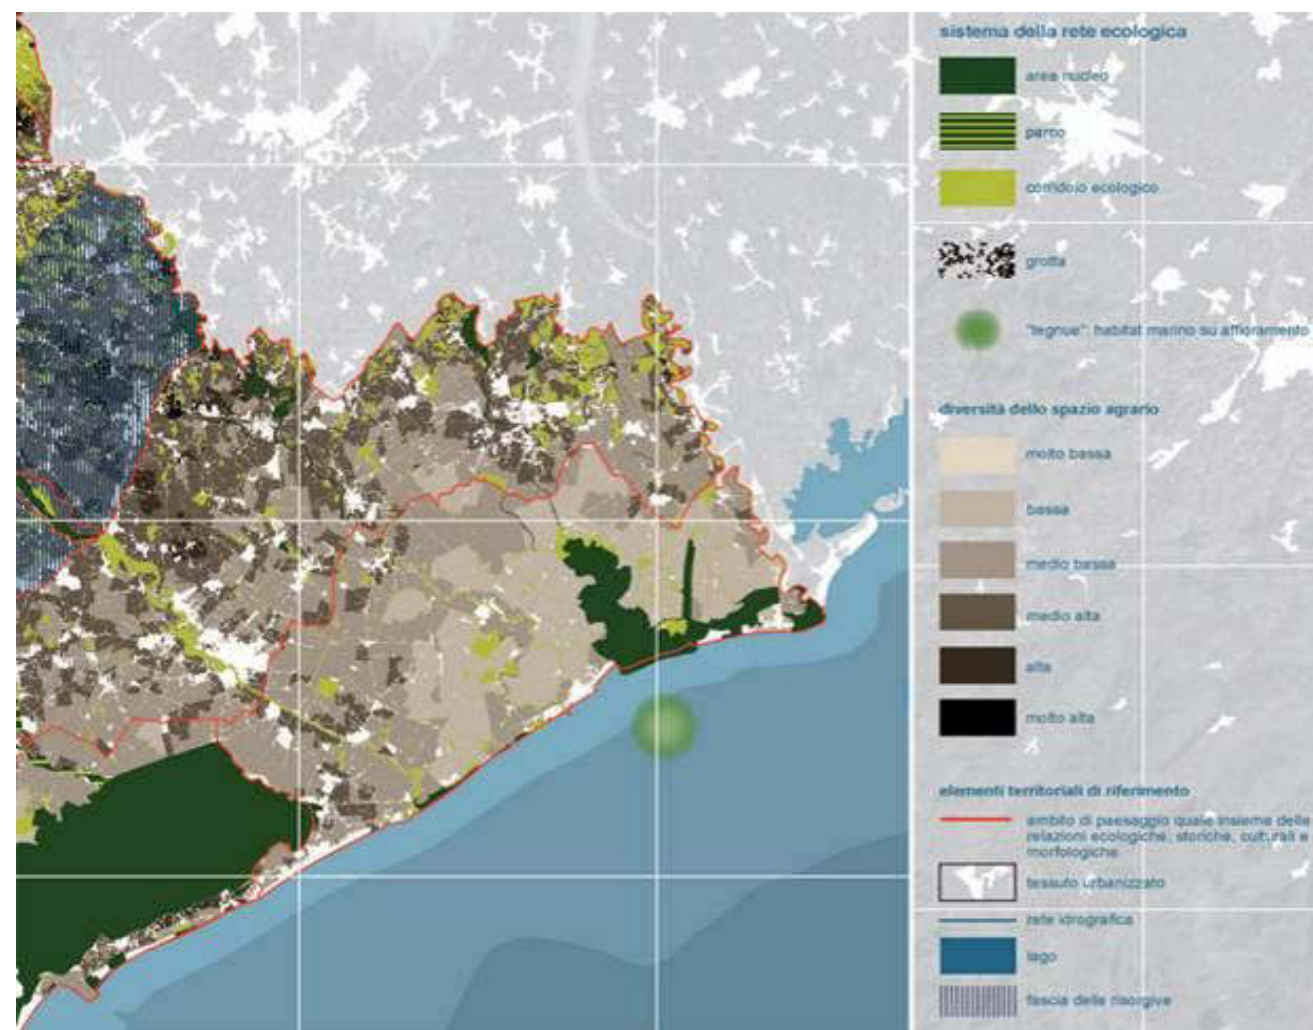 sistema della rete ecologica
area nucleo
parco
corridoio ecologico
grotta
"tegnue": habitat marino su affioramento
diversità dello spazio agrario
molto bassa
bassa
medio bassa
medio alta
alta
molto alta
elementi territoriali di riferimento
ambito di paesaggio quale insieme delle
relazioni ecologiche, storiche, culturali e
morfologiche
tessuto urbanizzato
rete idrografica
lago
fascia delle risorgive